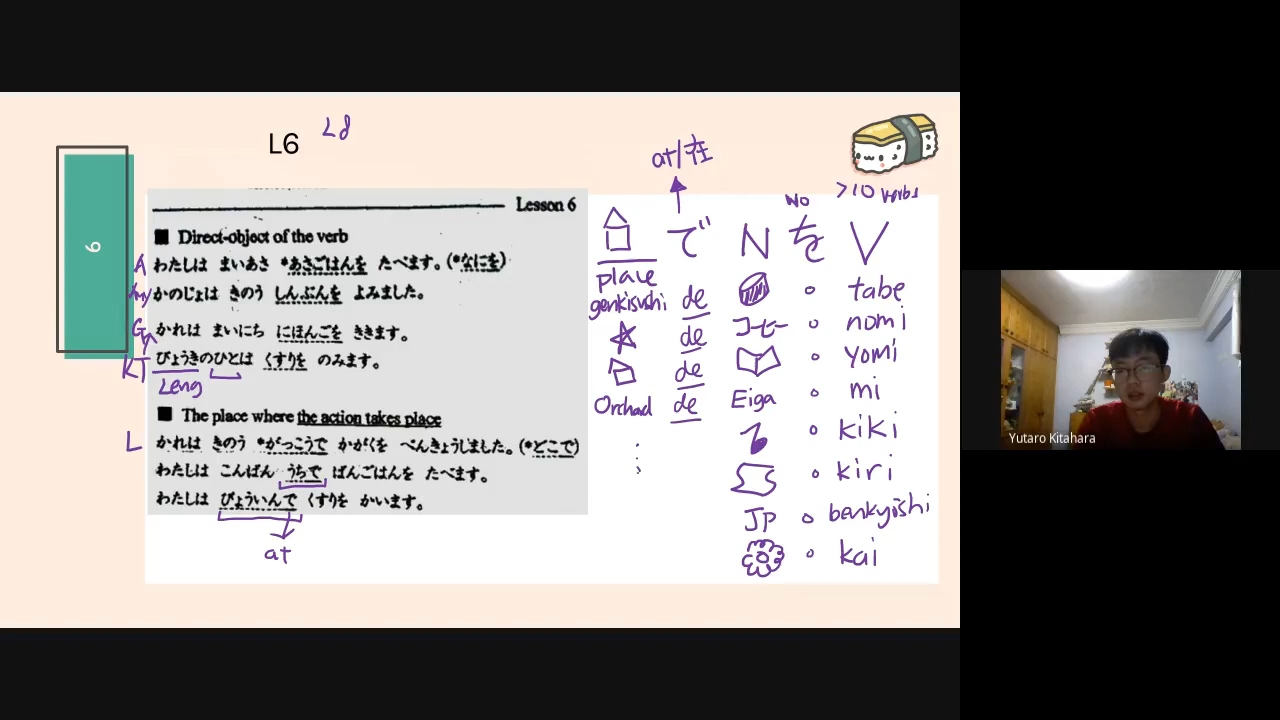 L6
L8
6
Lesson 6
■ Direct-object of the verb
A わたしは まいあさ *あさごはんを たべます。(*なにを)
かのじょは きのう しんぶんを よみました。
G かれは まいにち にほんごを ききます。
KT びょうきのひとは くすりを のみます。
Leng
■ The place where the action takes place
L かれは きのう *がっこうで かがくを べんきょうしました。(*どこで)
わたしは こんばん うちで ばんごはんを たべます。
わたしは びょういんで くすりを かいます。
at
at/在
>10 verbs
wo
で N を V
place
genkisushi de o tabe
de コーヒー o nomi
de o yomi
Orchad de Eiga o mi
o kiki
o kiri
JP o benkyoshi
o kai
Yutaro Kitahara